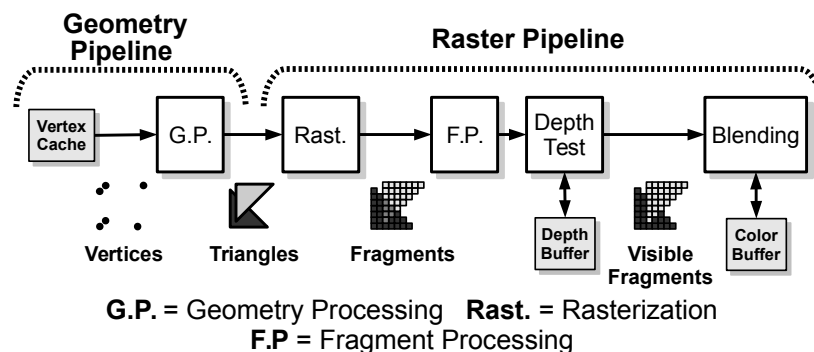 Geometry
Pipeline
Raster Pipeline
Vertex
Cache
G.P.
Rast.
F.P.
Depth
Test
Blending
Vertices
Triangles
Fragments
Depth
Buffer
Visible
Fragments
Color
Buffer
G.P. = Geometry Processing Rast. = Rasterization
F.P = Fragment Processing